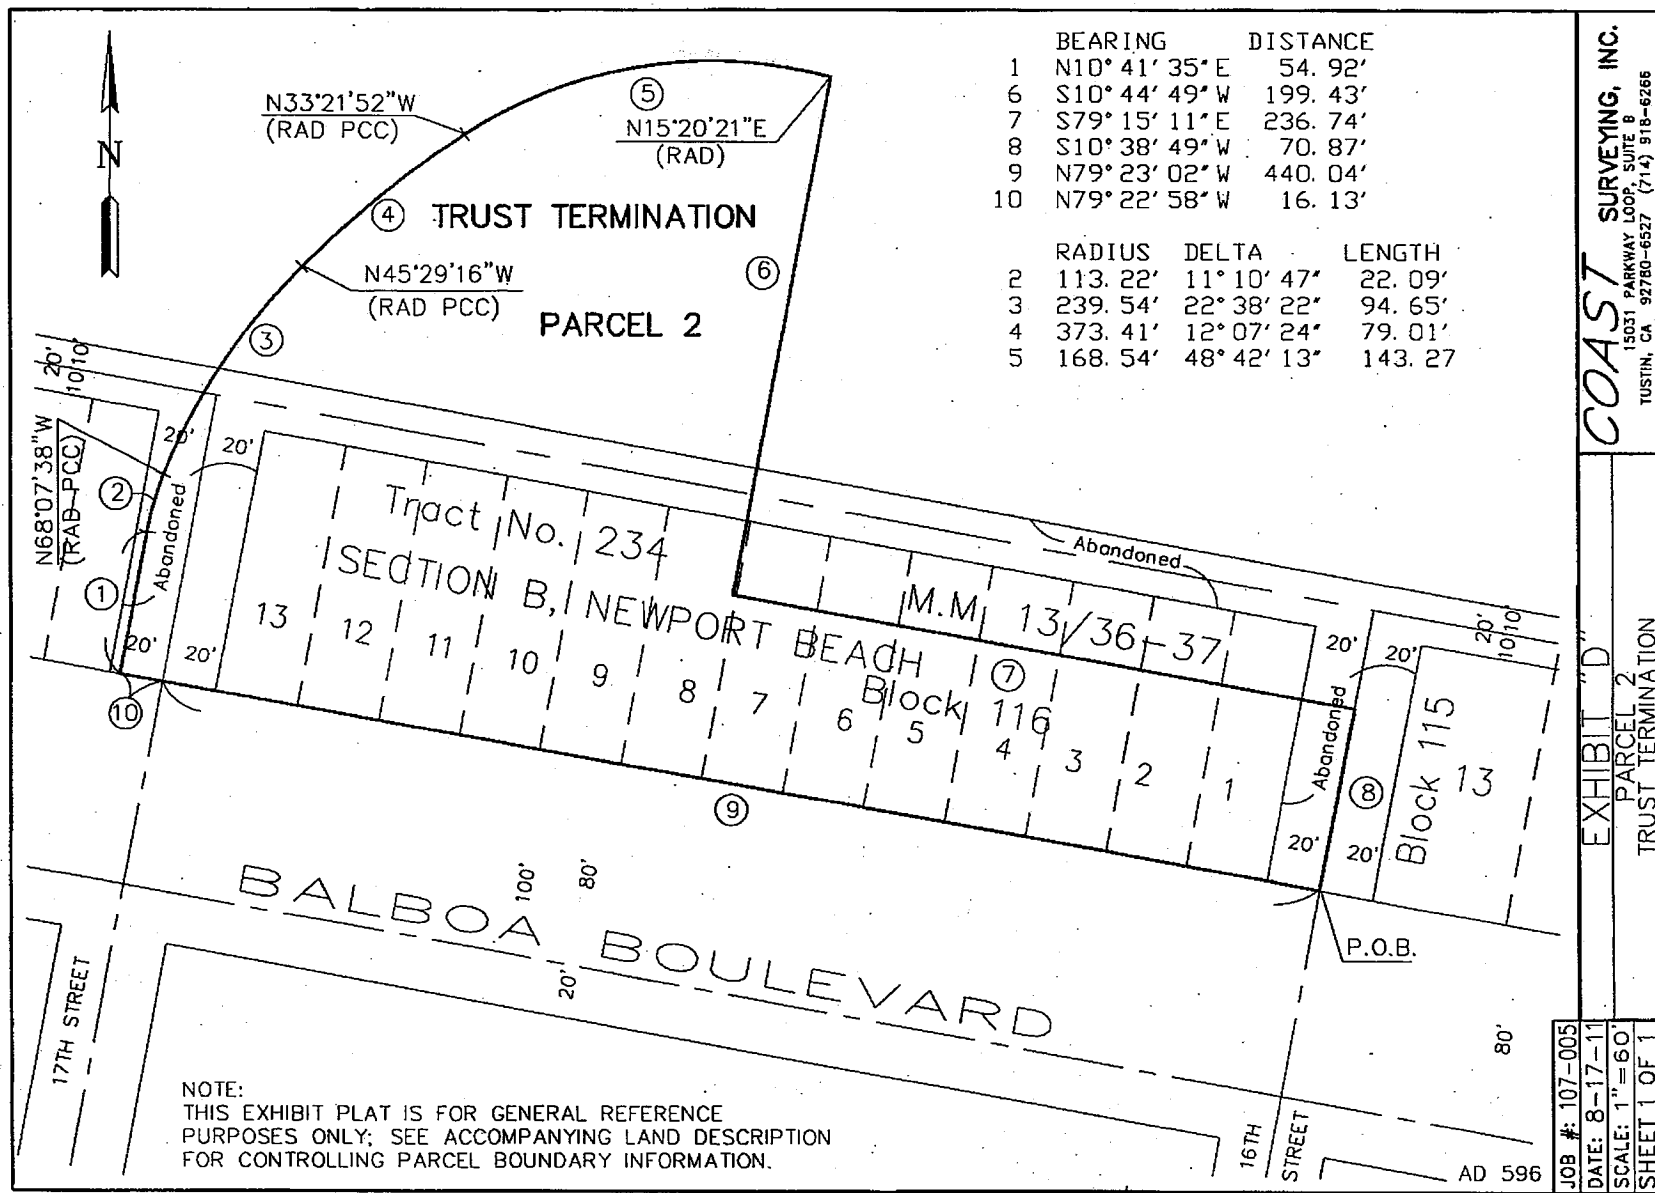 BEARING DISTANCE
1 N10°41'35"E 54.92'
6 S10°44'49"W 199.43'
7 S79°15'11"E 236.74'
8 S10°38'49"W 70.87'
9 N79°23'02"W 440.04'
10 N79°22'58"W 16.13'
RADIUS DELTA LENGTH
2 113.22' 11°10'47" 22.09'
3 239.54' 22°38'22" 94.65'
4 373.41' 12°07'24" 79.01'
5 168.54' 48°42'13" 143.27
N
N33°21'52"W
(RAD PCC)
5
N15°20'21"E
(RAD)
4
TRUST TERMINATION
N45°29'16"W
(RAD PCC)
6
PARCEL 2
3
20'
10'
10'
N68°07'38"W
(RAD PCC)
20'
20'
2
Abandoned
1
20'
20'
10
Tract No. 234
SECTION B, NEWPORT BEACH
M.M. 13/36-37
Block 116
Abandoned
7
13
12
11
10
9
8
7
6
5
4
3
2
1
9
20'
20'
20'
10'
10'
Abandoned
8
20'
20'
Block 115
13
P.O.B.
BALBOA BOULEVARD
100'
80'
20'
80'
17TH STREET
16TH
STREET
NOTE:
THIS EXHIBIT PLAT IS FOR GENERAL REFERENCE
PURPOSES ONLY; SEE ACCOMPANYING LAND DESCRIPTION
FOR CONTROLLING PARCEL BOUNDARY INFORMATION.
AD 596
COAST SURVEYING, INC.
15031 PARKWAY LOOP, SUITE B
TUSTIN, CA 92780-6527 (714) 918-6266
EXHIBIT "D"
PARCEL 2
TRUST TERMINATION
JOB #: 107-005
DATE: 8-17-11
SCALE: 1"=60'
SHEET 1 OF 1